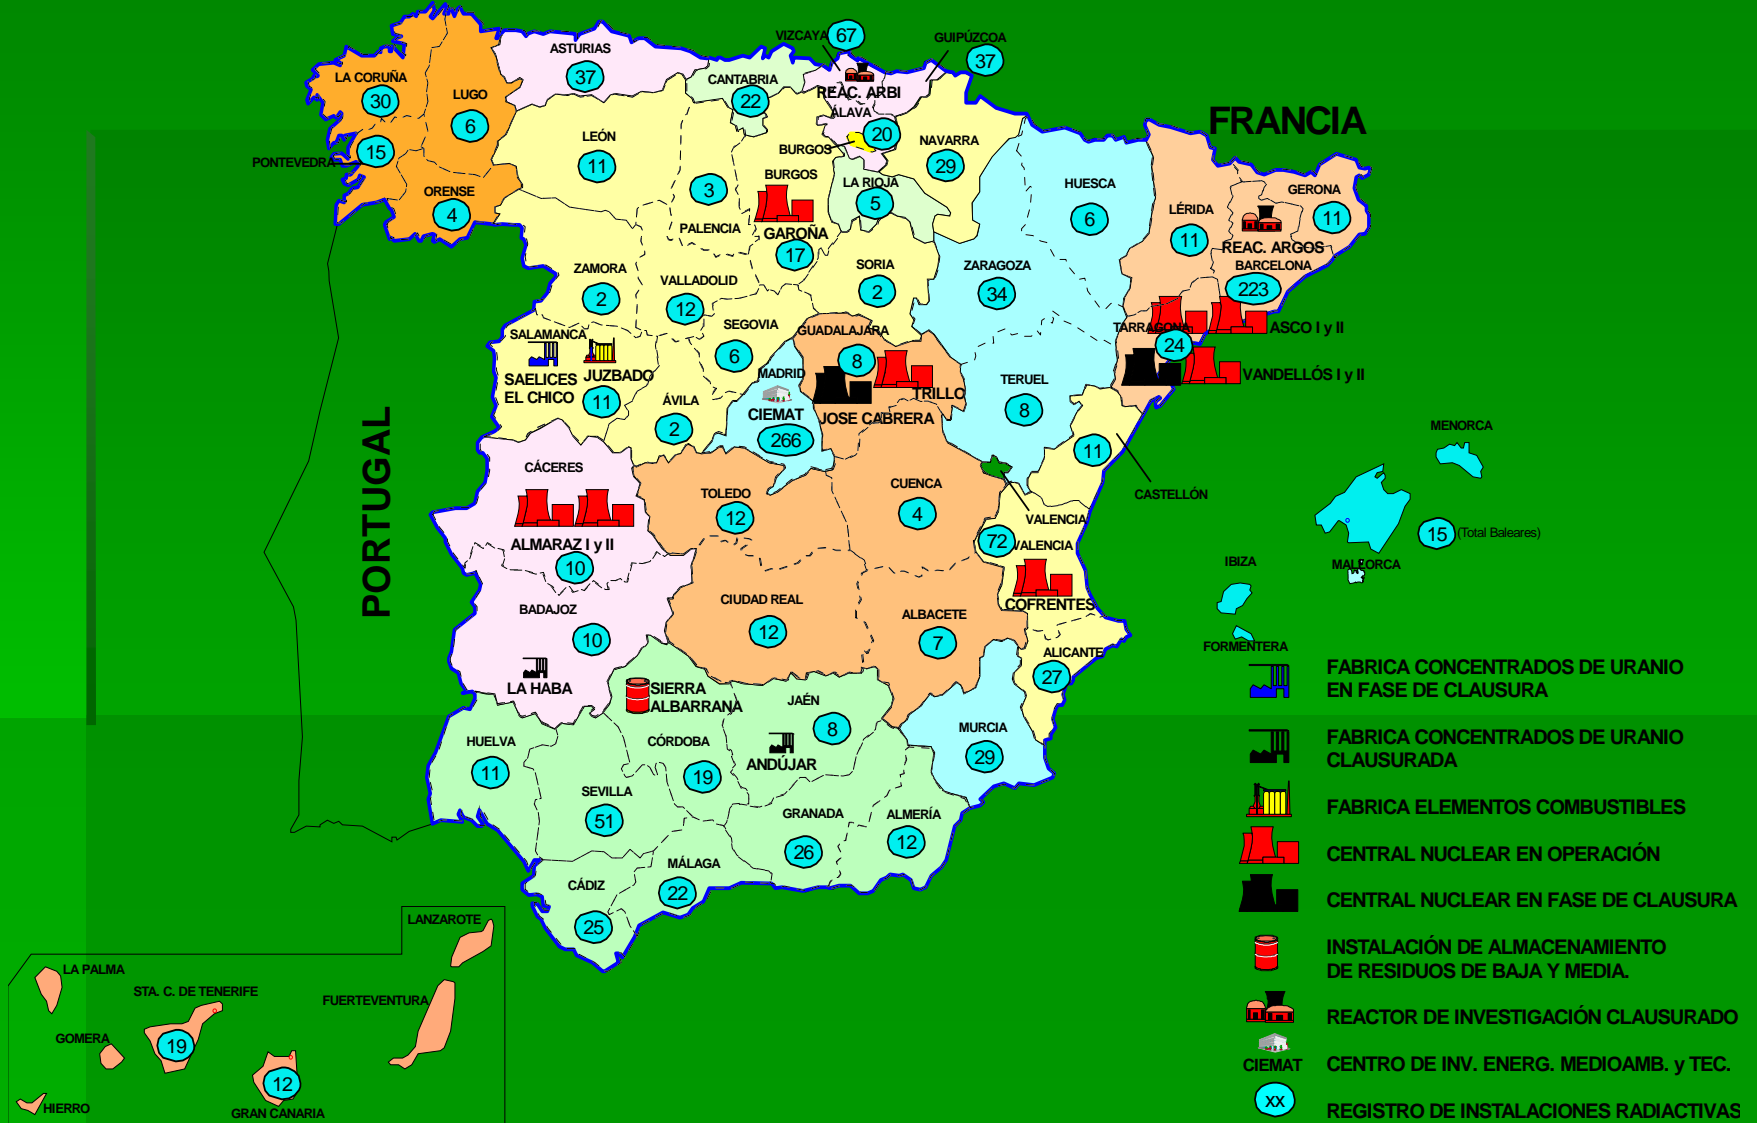 VIZCAYA
67
GUIPÚZCOA
37
ASTURIAS
37
CANTABRIA
22
REAC. ARBI
LA CORUÑA
30
LUGO
6
ÁLAVA
20
FRANCIA
PONTEVEDRA
15
LEÓN
11
BURGOS
NAVARRA
29
ORENSE
4
3
PALENCIA
BURGOS
GAROÑA
17
LA RIOJA
5
HUESCA
6
LÉRIDA
11
GERONA
11
REAC. ARGOS
BARCELONA
223
ZAMORA
2
VALLADOLID
12
SORIA
2
ZARAGOZA
34
SEGOVIA
6
GUADALAJARA
8
TARRAGONA
24
ASCO I y II
VANDELLÓS I y II
SALAMANCA
SAELICES
EL CHICO
JUZBADO
11
ÁVILA
2
MADRID
CIEMAT
266
TRILLO
JOSE CABRERA
TERUEL
8
11
CASTELLÓN
PORTUGAL
MENORCA
CÁCERES
ALMARAZ I y II
10
TOLEDO
12
CUENCA
4
VALENCIA
72
VALENCIA
COFRENTES
15
(Total Baleares)
IBIZA
MALLORCA
FORMENTERA
BADAJOZ
10
LA HABA
CIUDAD REAL
12
ALBACETE
7
ALICANTE
27
SIERRA
ALBARRANA
JAÉN
8
ANDÚJAR
MURCIA
29
HUELVA
11
CÓRDOBA
19
SEVILLA
51
GRANADA
26
ALMERÍA
12
MÁLAGA
22
CÁDIZ
25
LANZAROTE
LA PALMA
STA. C. DE TENERIFE
19
FUERTEVENTURA
GOMERA
12
HIERRO
GRAN CANARIA
FABRICA CONCENTRADOS DE URANIO
EN FASE DE CLAUSURA
FABRICA CONCENTRADOS DE URANIO
CLAUSURADA
FABRICA ELEMENTOS COMBUSTIBLES
CENTRAL NUCLEAR EN OPERACIÓN
CENTRAL NUCLEAR EN FASE DE CLAUSURA
INSTALACIÓN DE ALMACENAMIENTO
DE RESIDUOS DE BAJA Y MEDIA.
REACTOR DE INVESTIGACIÓN CLAUSURADO
CIEMAT
CENTRO DE INV. ENERG. MEDIOAMB. y TEC.
XX
REGISTRO DE INSTALACIONES RADIACTIVAS